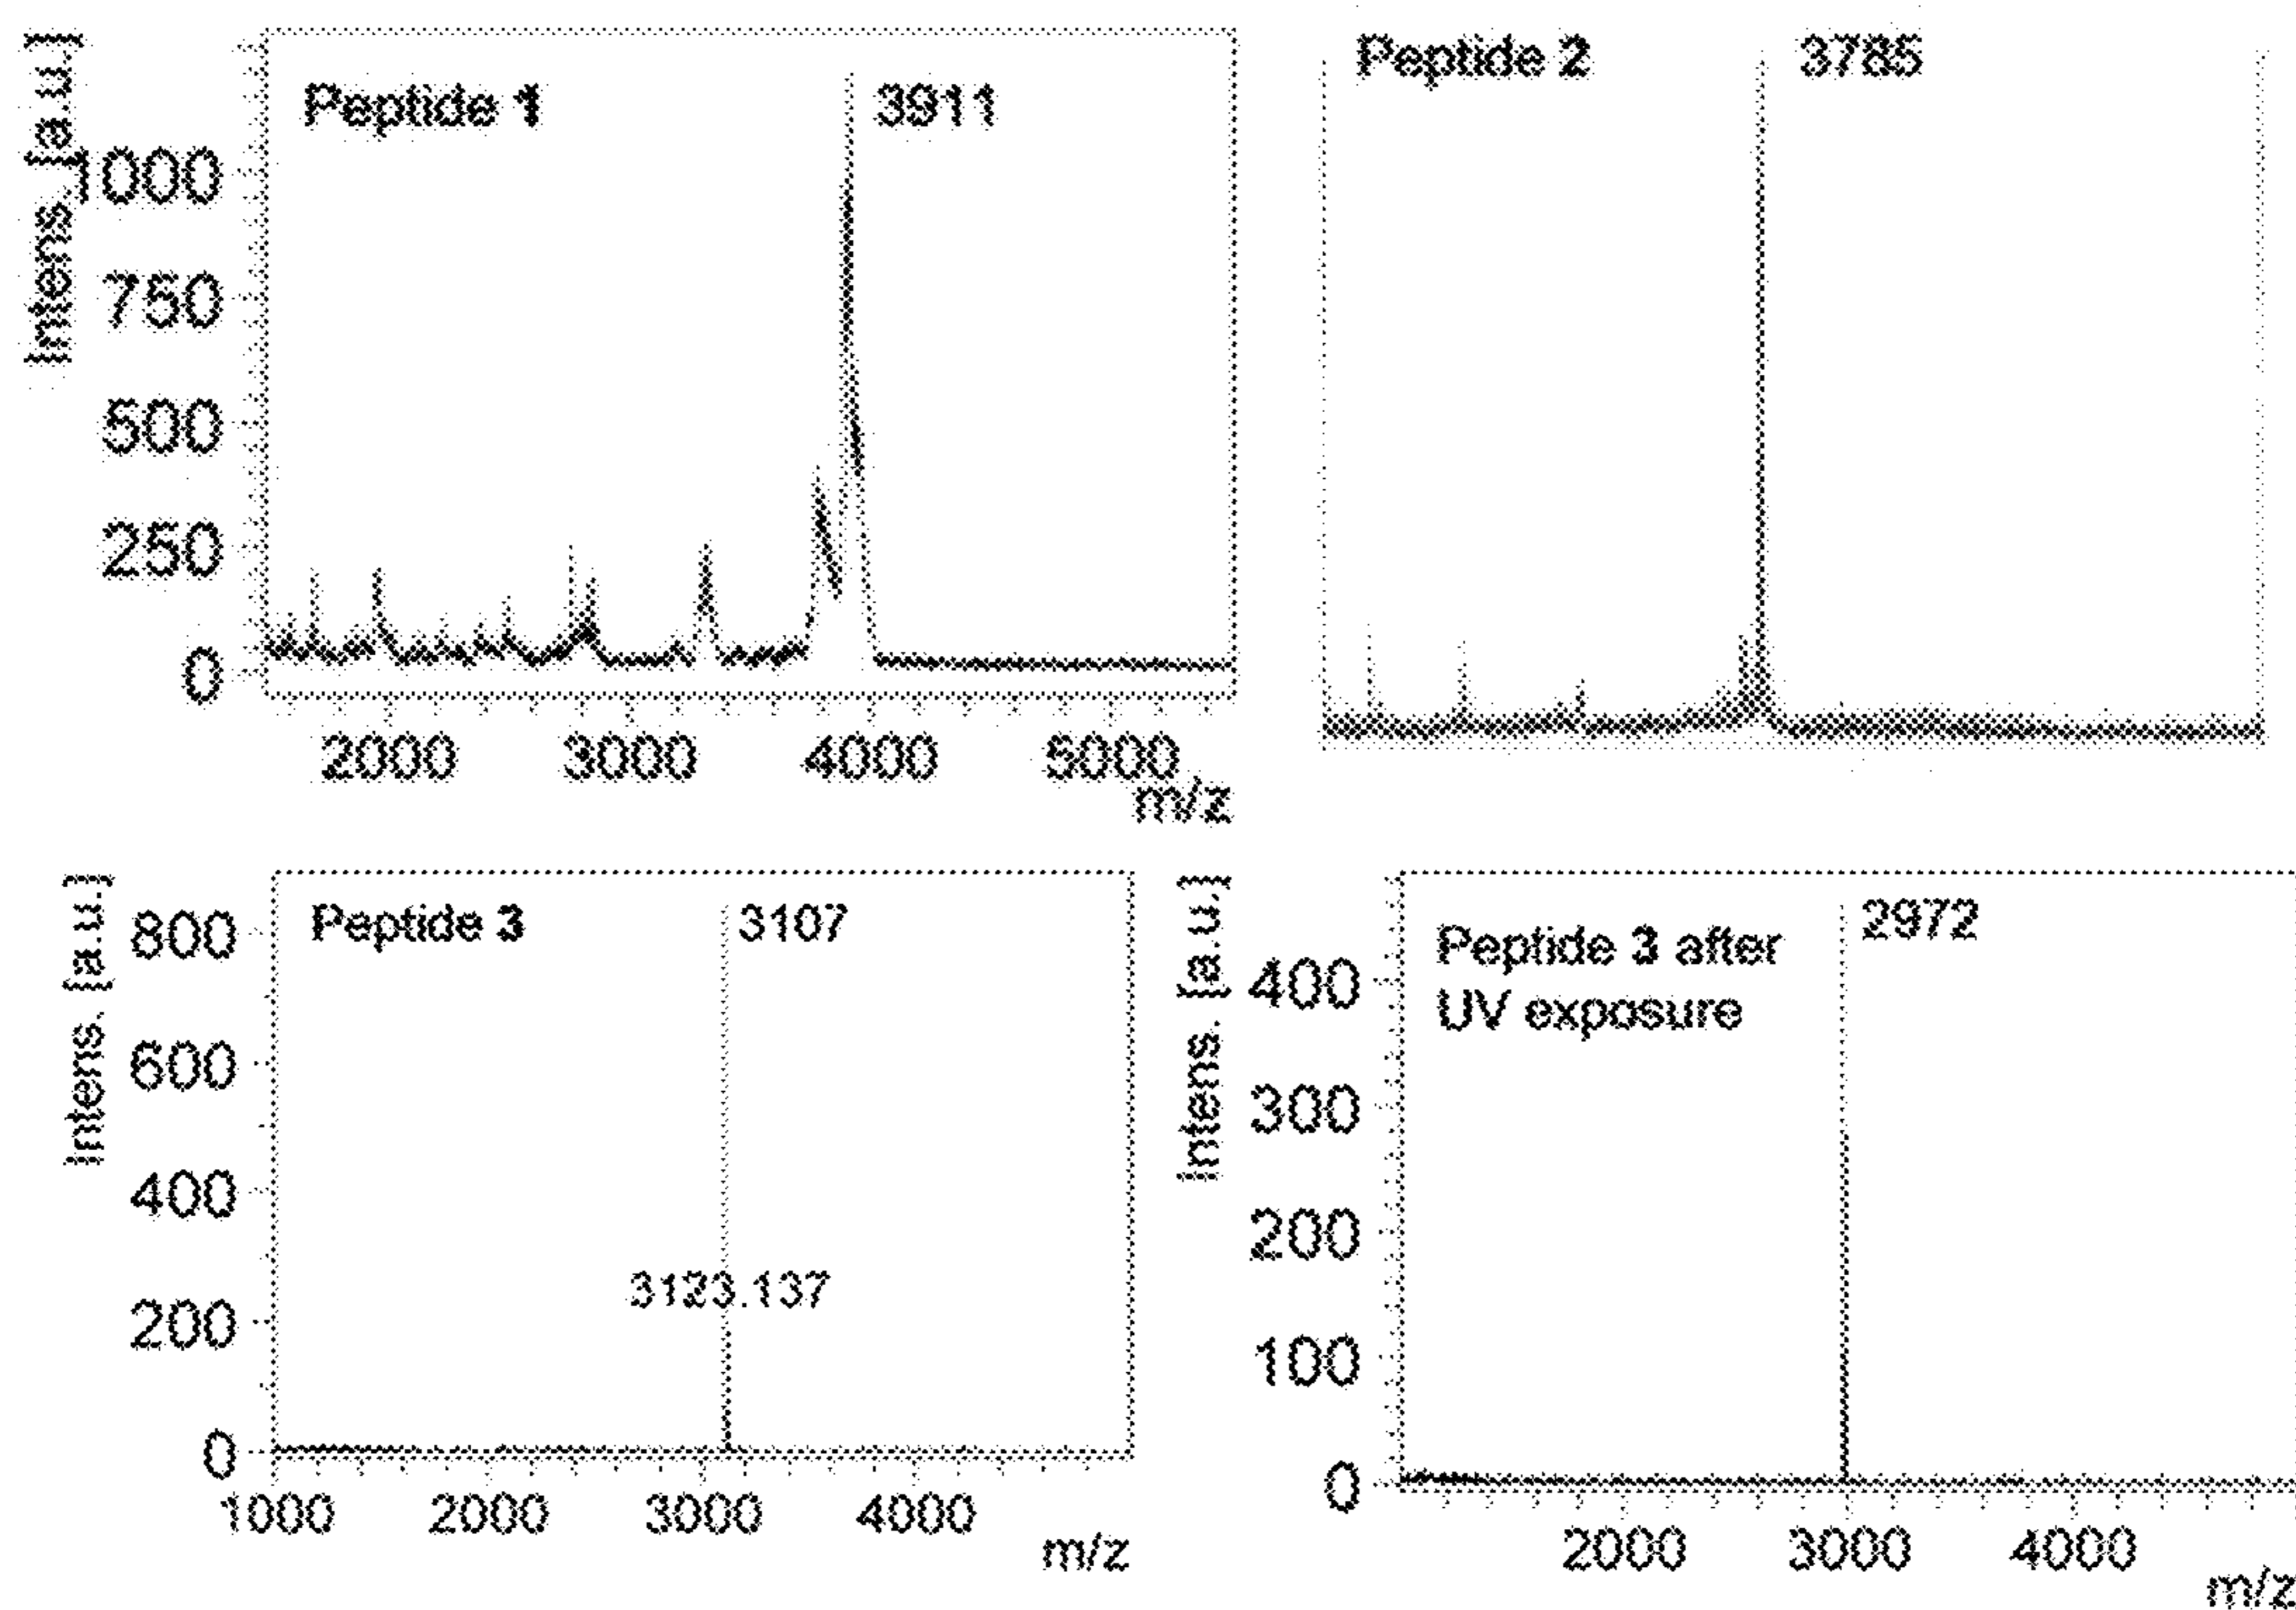 Intens. [a.u.]
Peptide 1
3911
1000
750
500
250
0
2000 3000 4000 5000
m/z
Peptide 2
3785
Intens. [a.u.]
Peptide 3
3107
3123.137
800
600
400
200
0
1000 2000 3000 4000
m/z
Intens. [a.u.]
Peptide 3 after
UV exposure
2972
400
300
200
100
0
2000 3000 4000
m/z